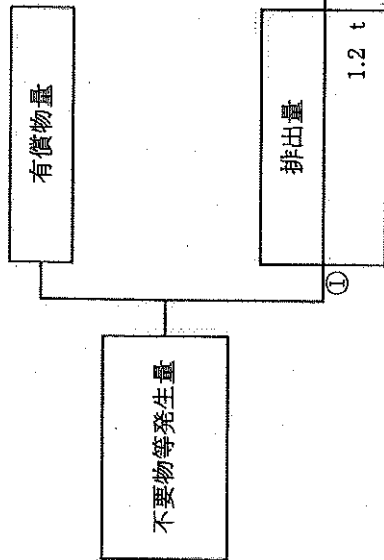 不要物等発生量
有償物量
①
排出量
1.2 t